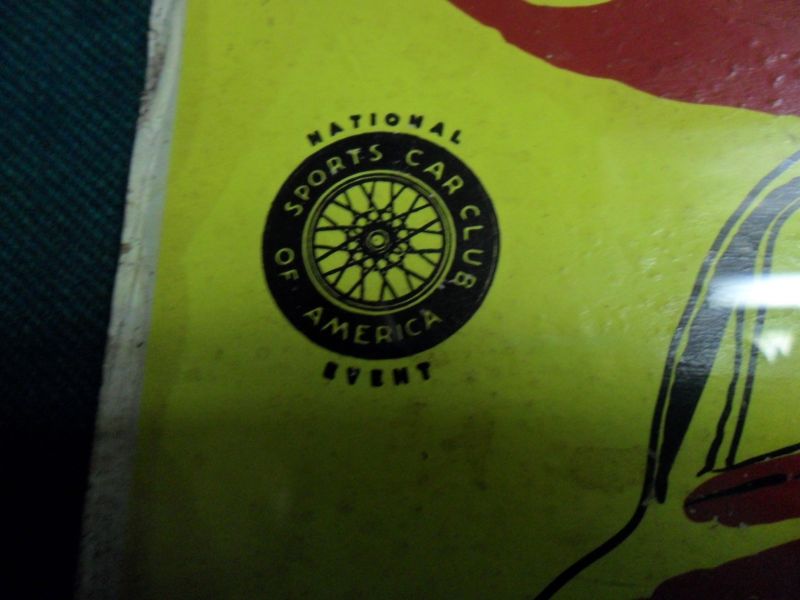 NATIONAL
SPORTS CAR CLUB
OF AMERICA
EVENT